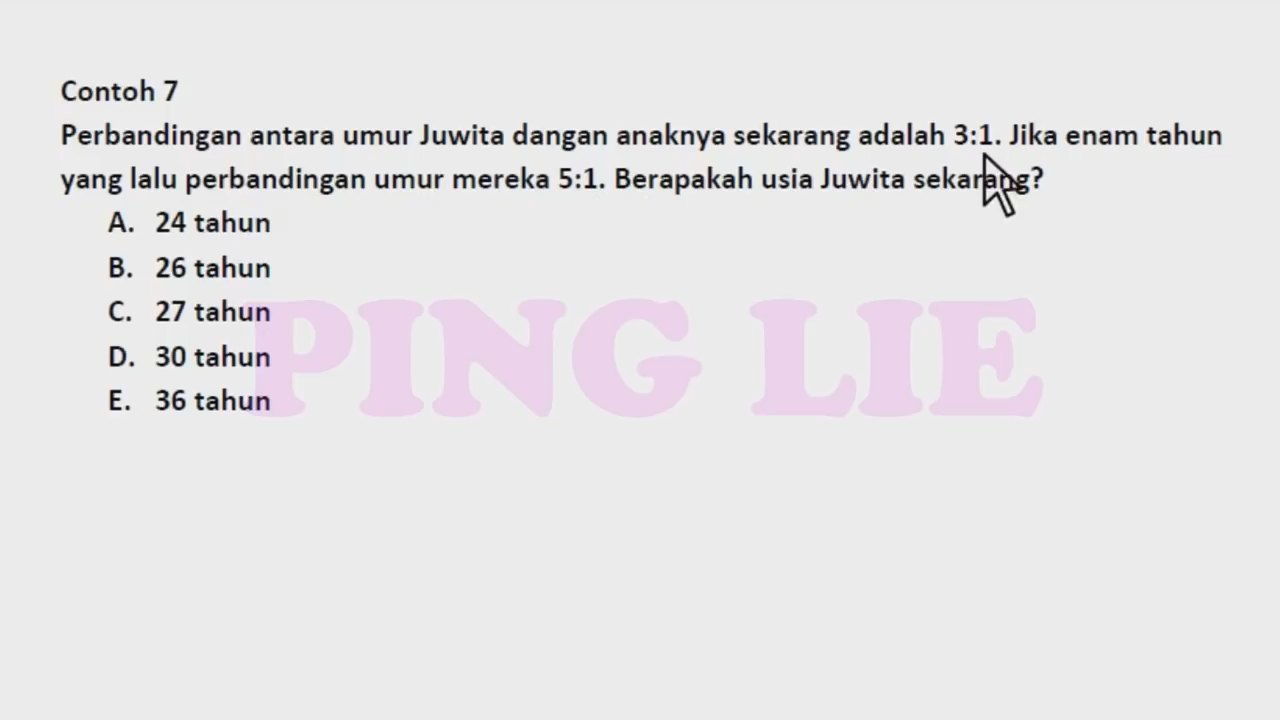 Contoh 7
Perbandingan antara umur Juwita dangan anaknya sekarang adalah 3:1. Jika enam tahun
yang lalu perbandingan umur mereka 5:1. Berapakah usia Juwita sekarang?
A. 24 tahun
B. 26 tahun
C. 27 tahun
D. 30 tahun
E. 36 tahun
PING LIE